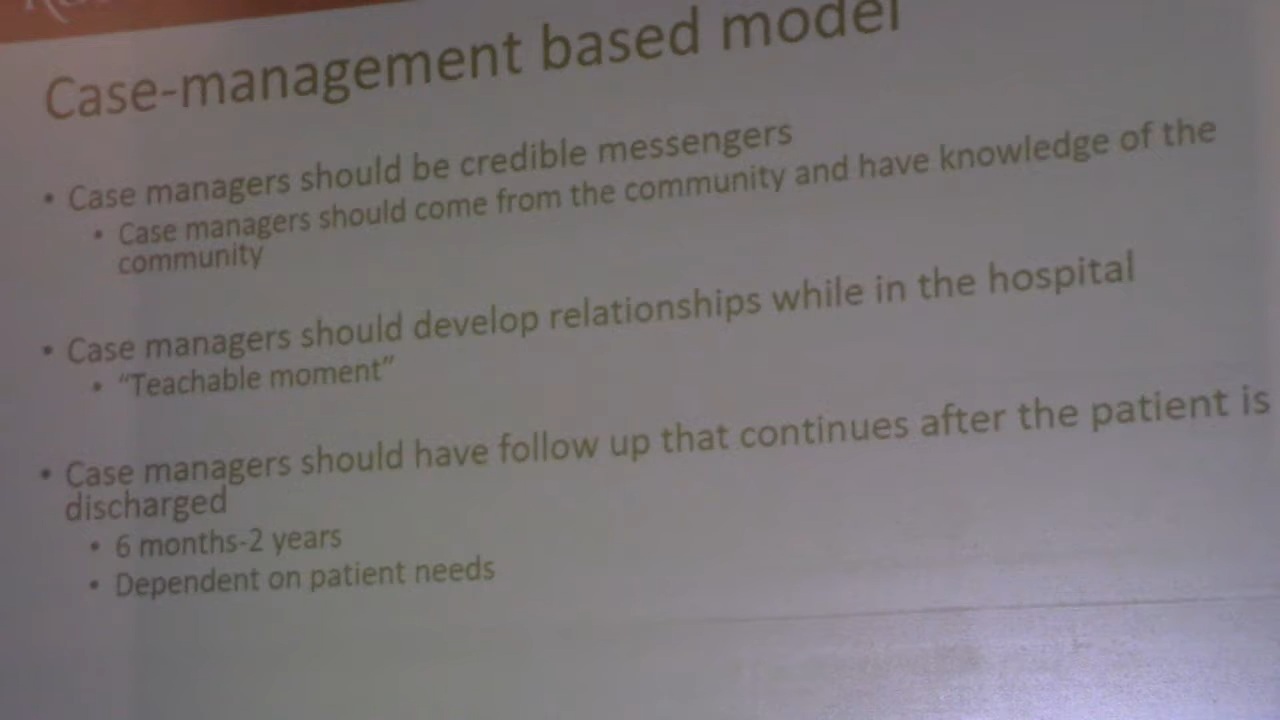 Case-management based model
• Case managers should be credible messengers
• Case managers should come from the community and have knowledge of the
community
• Case managers should develop relationships while in the hospital
• “Teachable moment”
• Case managers should have follow up that continues after the patient is
discharged
• 6 months-2 years
• Dependent on patient needs